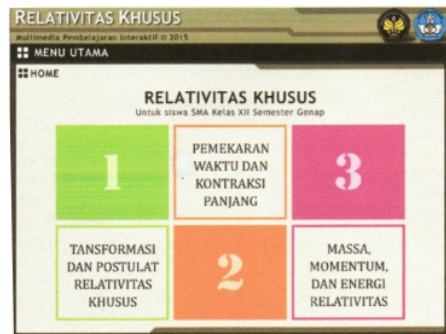 RELATIVITAS KHUSUS
Multimedia Pembelajaran Interaktif © 2015
MENU UTAMA
HOME
RELATIVITAS KHUSUS
Untuk siswa SMA Kelas XII Semester Genap
1
TANSFORMASI
DAN POSTULAT
RELATIVITAS
KHUSUS
PEMEKARAN
WAKTU DAN
KONTRAKSI
PANJANG
2
3
MASSA,
MOMENTUM,
DAN ENERGI
RELATIVITAS